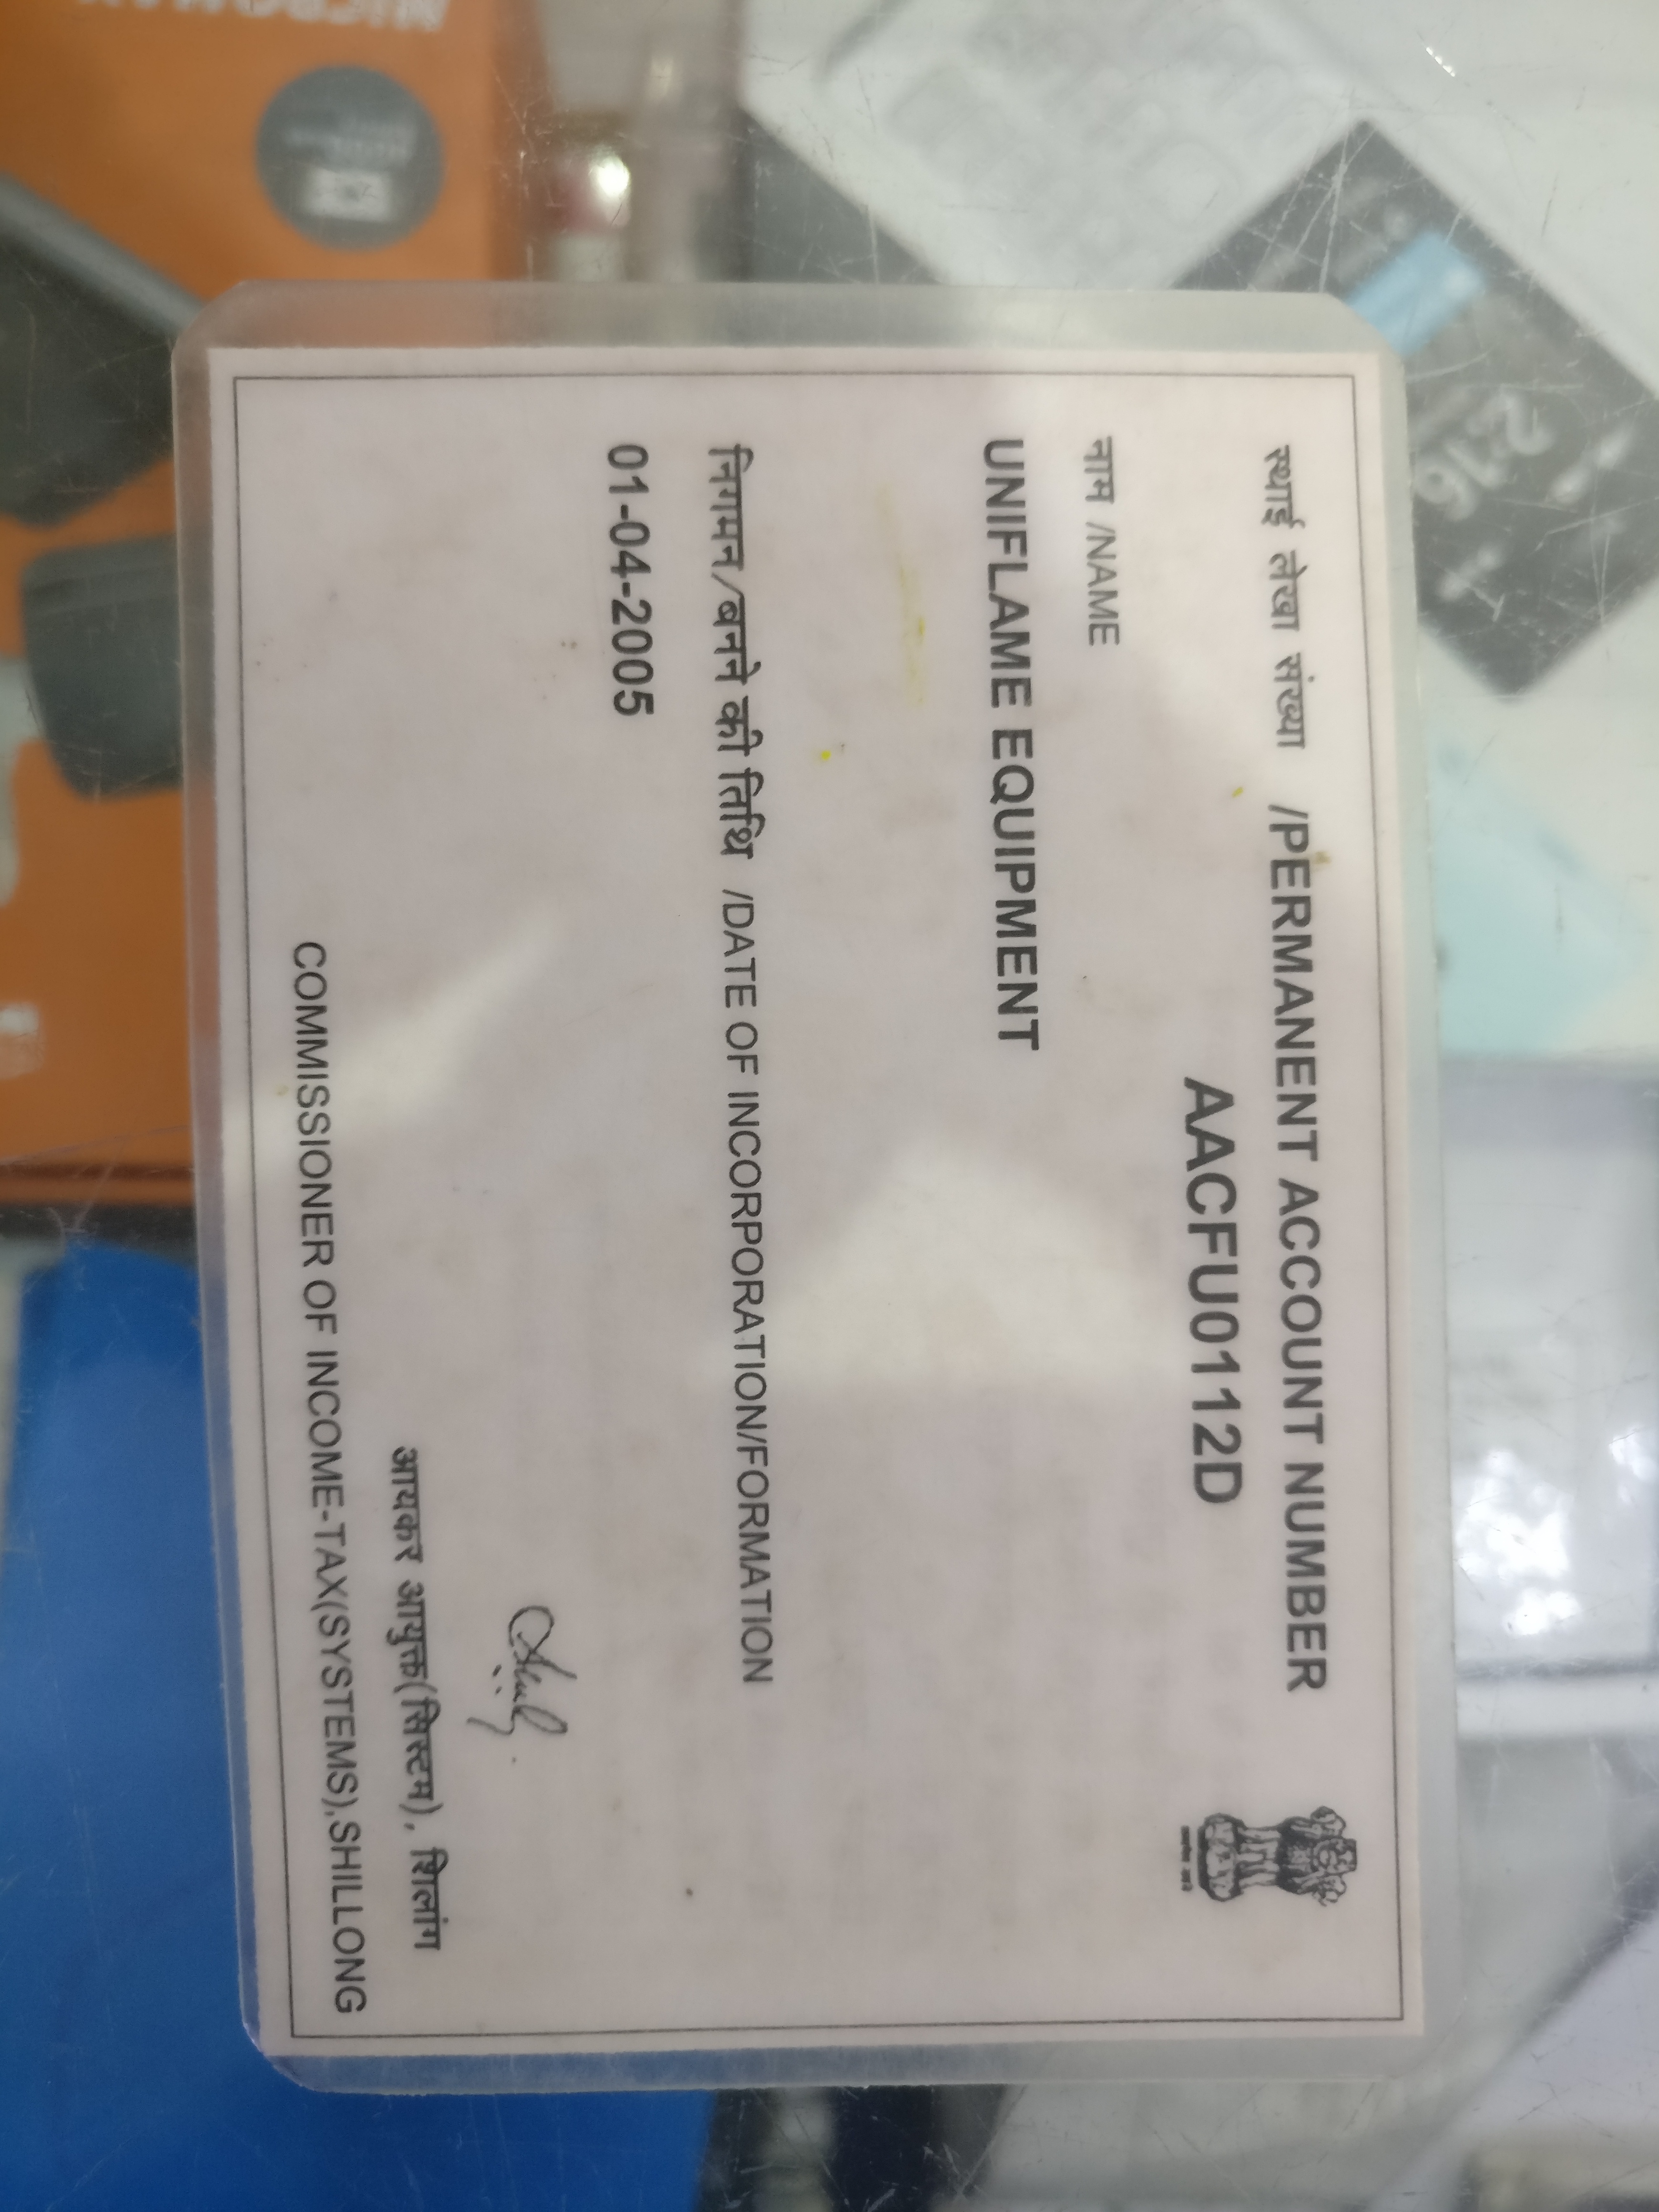 स्थाई लेखा संख्या /PERMANENT ACCOUNT NUMBER
AACFU0112D
नाम /NAME
UNIFLAME EQUIPMENT
निगमन/बनने की तिथि /DATE OF INCORPORATION/FORMATION
01-04-2005
आयकर आयुक्त(सिस्टम), शिलांग
COMMISSIONER OF INCOME-TAX(SYSTEMS),SHILLONG